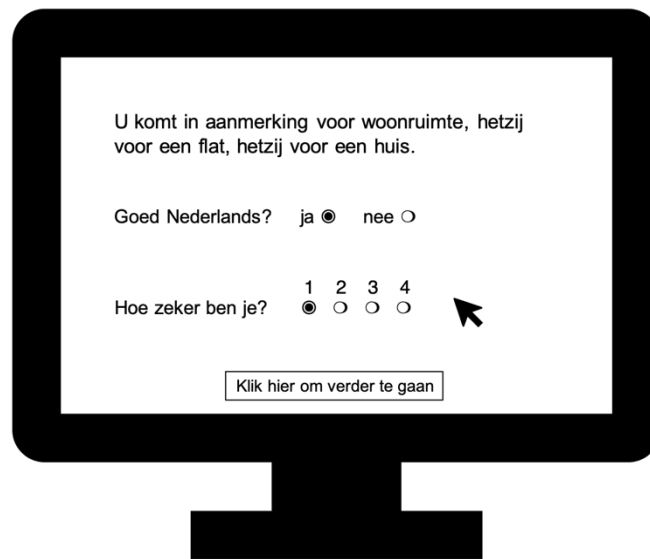 U komt in aanmerking voor woonruimte, hetzij
voor een flat, hetzij voor een huis.
Goed Nederlands? ja nee
1 2 3 4
Hoe zeker ben je?
Klik hier om verder te gaan